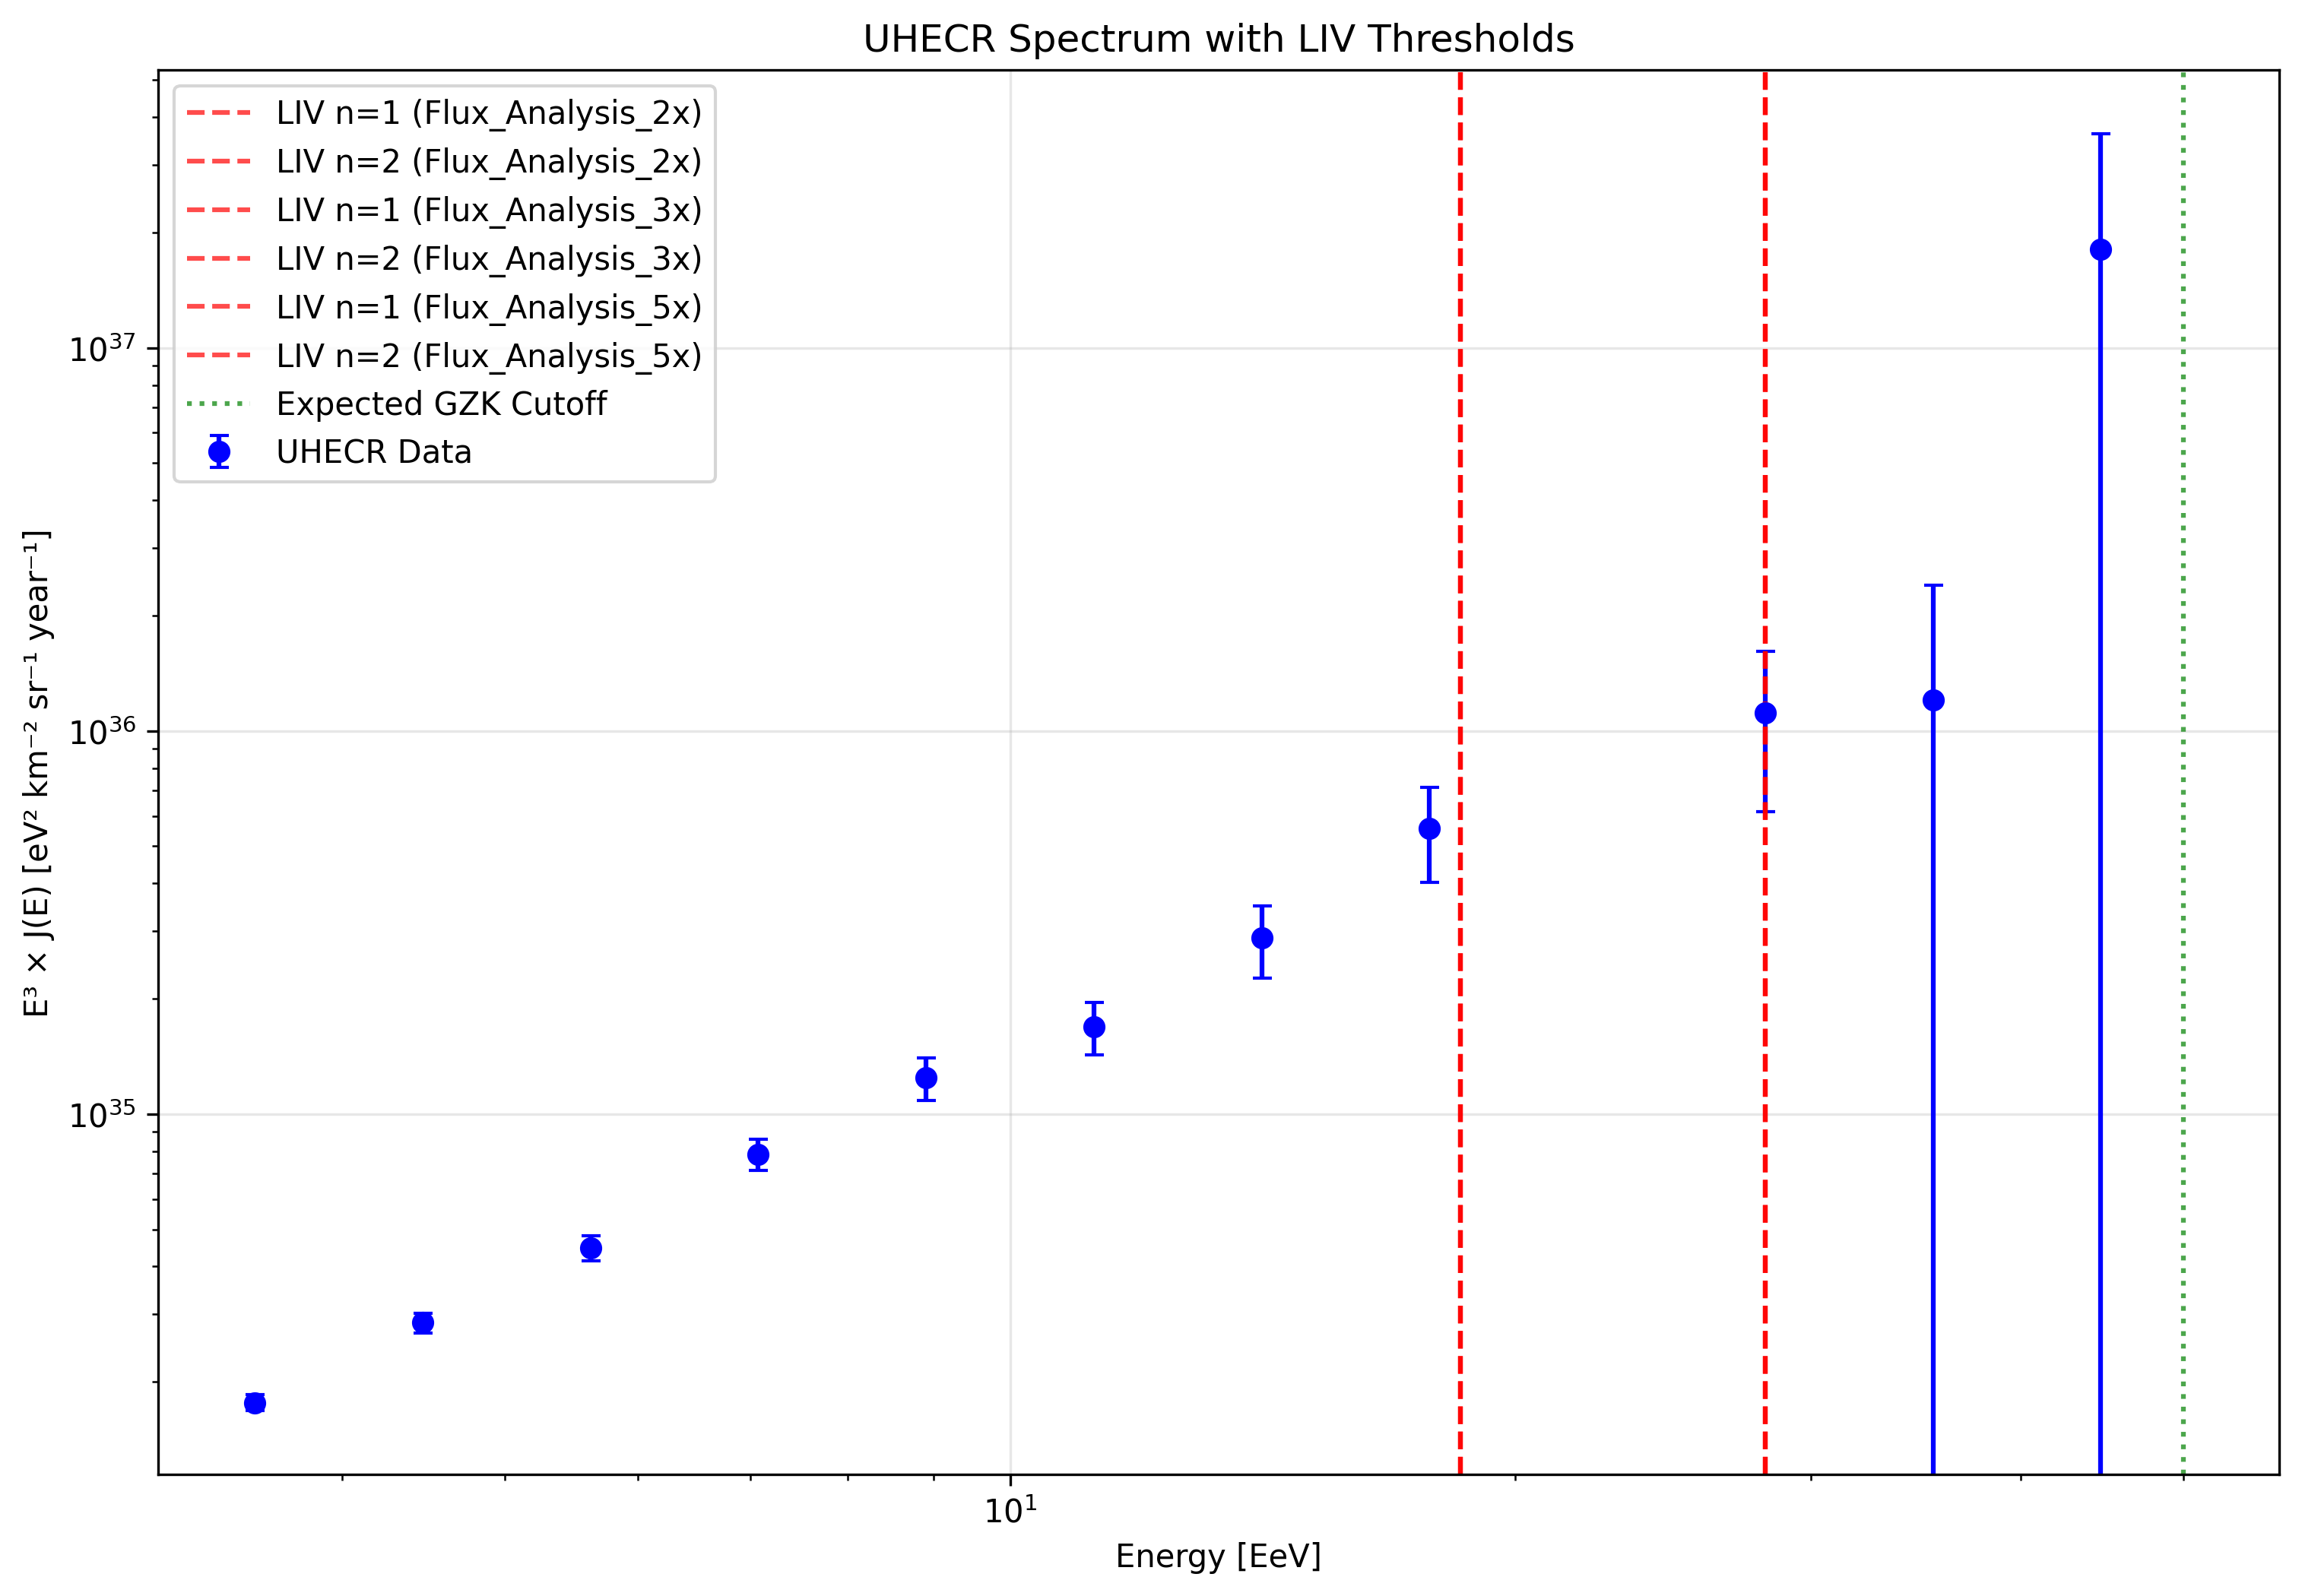 UHECR Spectrum with LIV Thresholds
LIV n=1 (Flux_Analysis_2x)
LIV n=2 (Flux_Analysis_2x)
LIV n=1 (Flux_Analysis_3x)
LIV n=2 (Flux_Analysis_3x)
LIV n=1 (Flux_Analysis_5x)
LIV n=2 (Flux_Analysis_5x)
Expected GZK Cutoff
UHECR Data
E³ × J(E) [eV² km⁻² sr⁻¹ year⁻¹]
10³⁷
10³⁶
10³⁵
10¹
Energy [EeV]